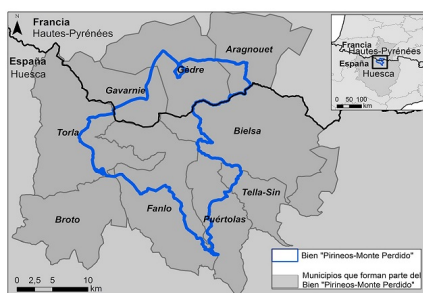 N
Francia
Hautes-Pyrénées
España
Huesca
Aragnouet
Gèdre
Gavarnie
Torla
Bielsa
Tella-Sin
Fanlo
Puértolas
Broto
0 2,5 5 10
km
Francia
Hautes-Pyrénées
España
Huesca
0 50 100
km
Bien "Pirineos-Monte Perdido"
Municipios que forman parte del
Bien "Pirineos-Monte Perdido"